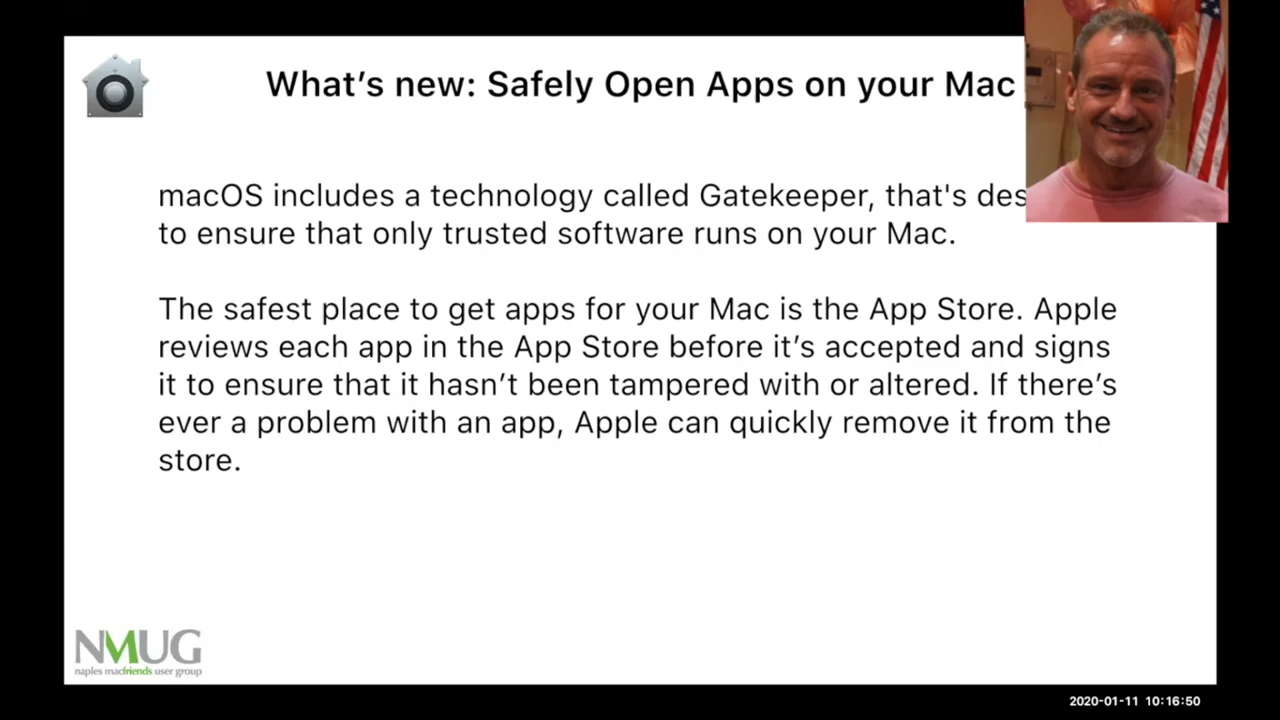 What’s new: Safely Open Apps on your Mac
macOS includes a technology called Gatekeeper, that's des
to ensure that only trusted software runs on your Mac.
The safest place to get apps for your Mac is the App Store. Apple
reviews each app in the App Store before it’s accepted and signs
it to ensure that it hasn’t been tampered with or altered. If there’s
ever a problem with an app, Apple can quickly remove it from the
store.
NMUG
naples macfriends user group
2020-01-11 10:16:50